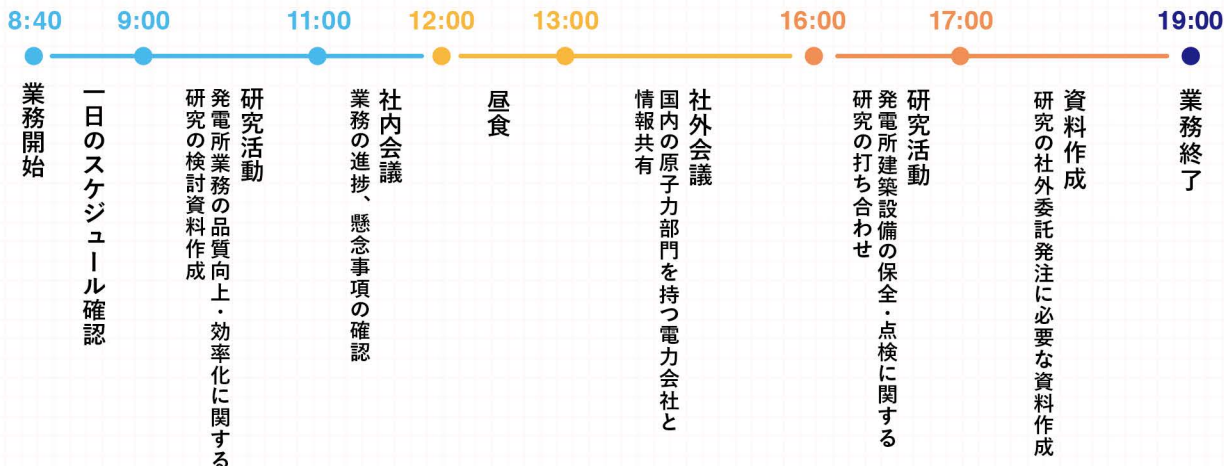 8:40
業務開始
一日のスケジュール確認
9:00
研究活動
発電所業務の品質向上・効率化に関する
研究の検討資料作成
11:00
社内会議
業務の進捗、懸念事項の確認
12:00
昼食
13:00
社外会議
国内の原子力部門を持つ電力会社と
情報共有
16:00
研究活動
発電所建築設備の保全・点検に関する
研究の打ち合わせ
17:00
資料作成
研究の社外委託発注に必要な資料作成
19:00
業務終了